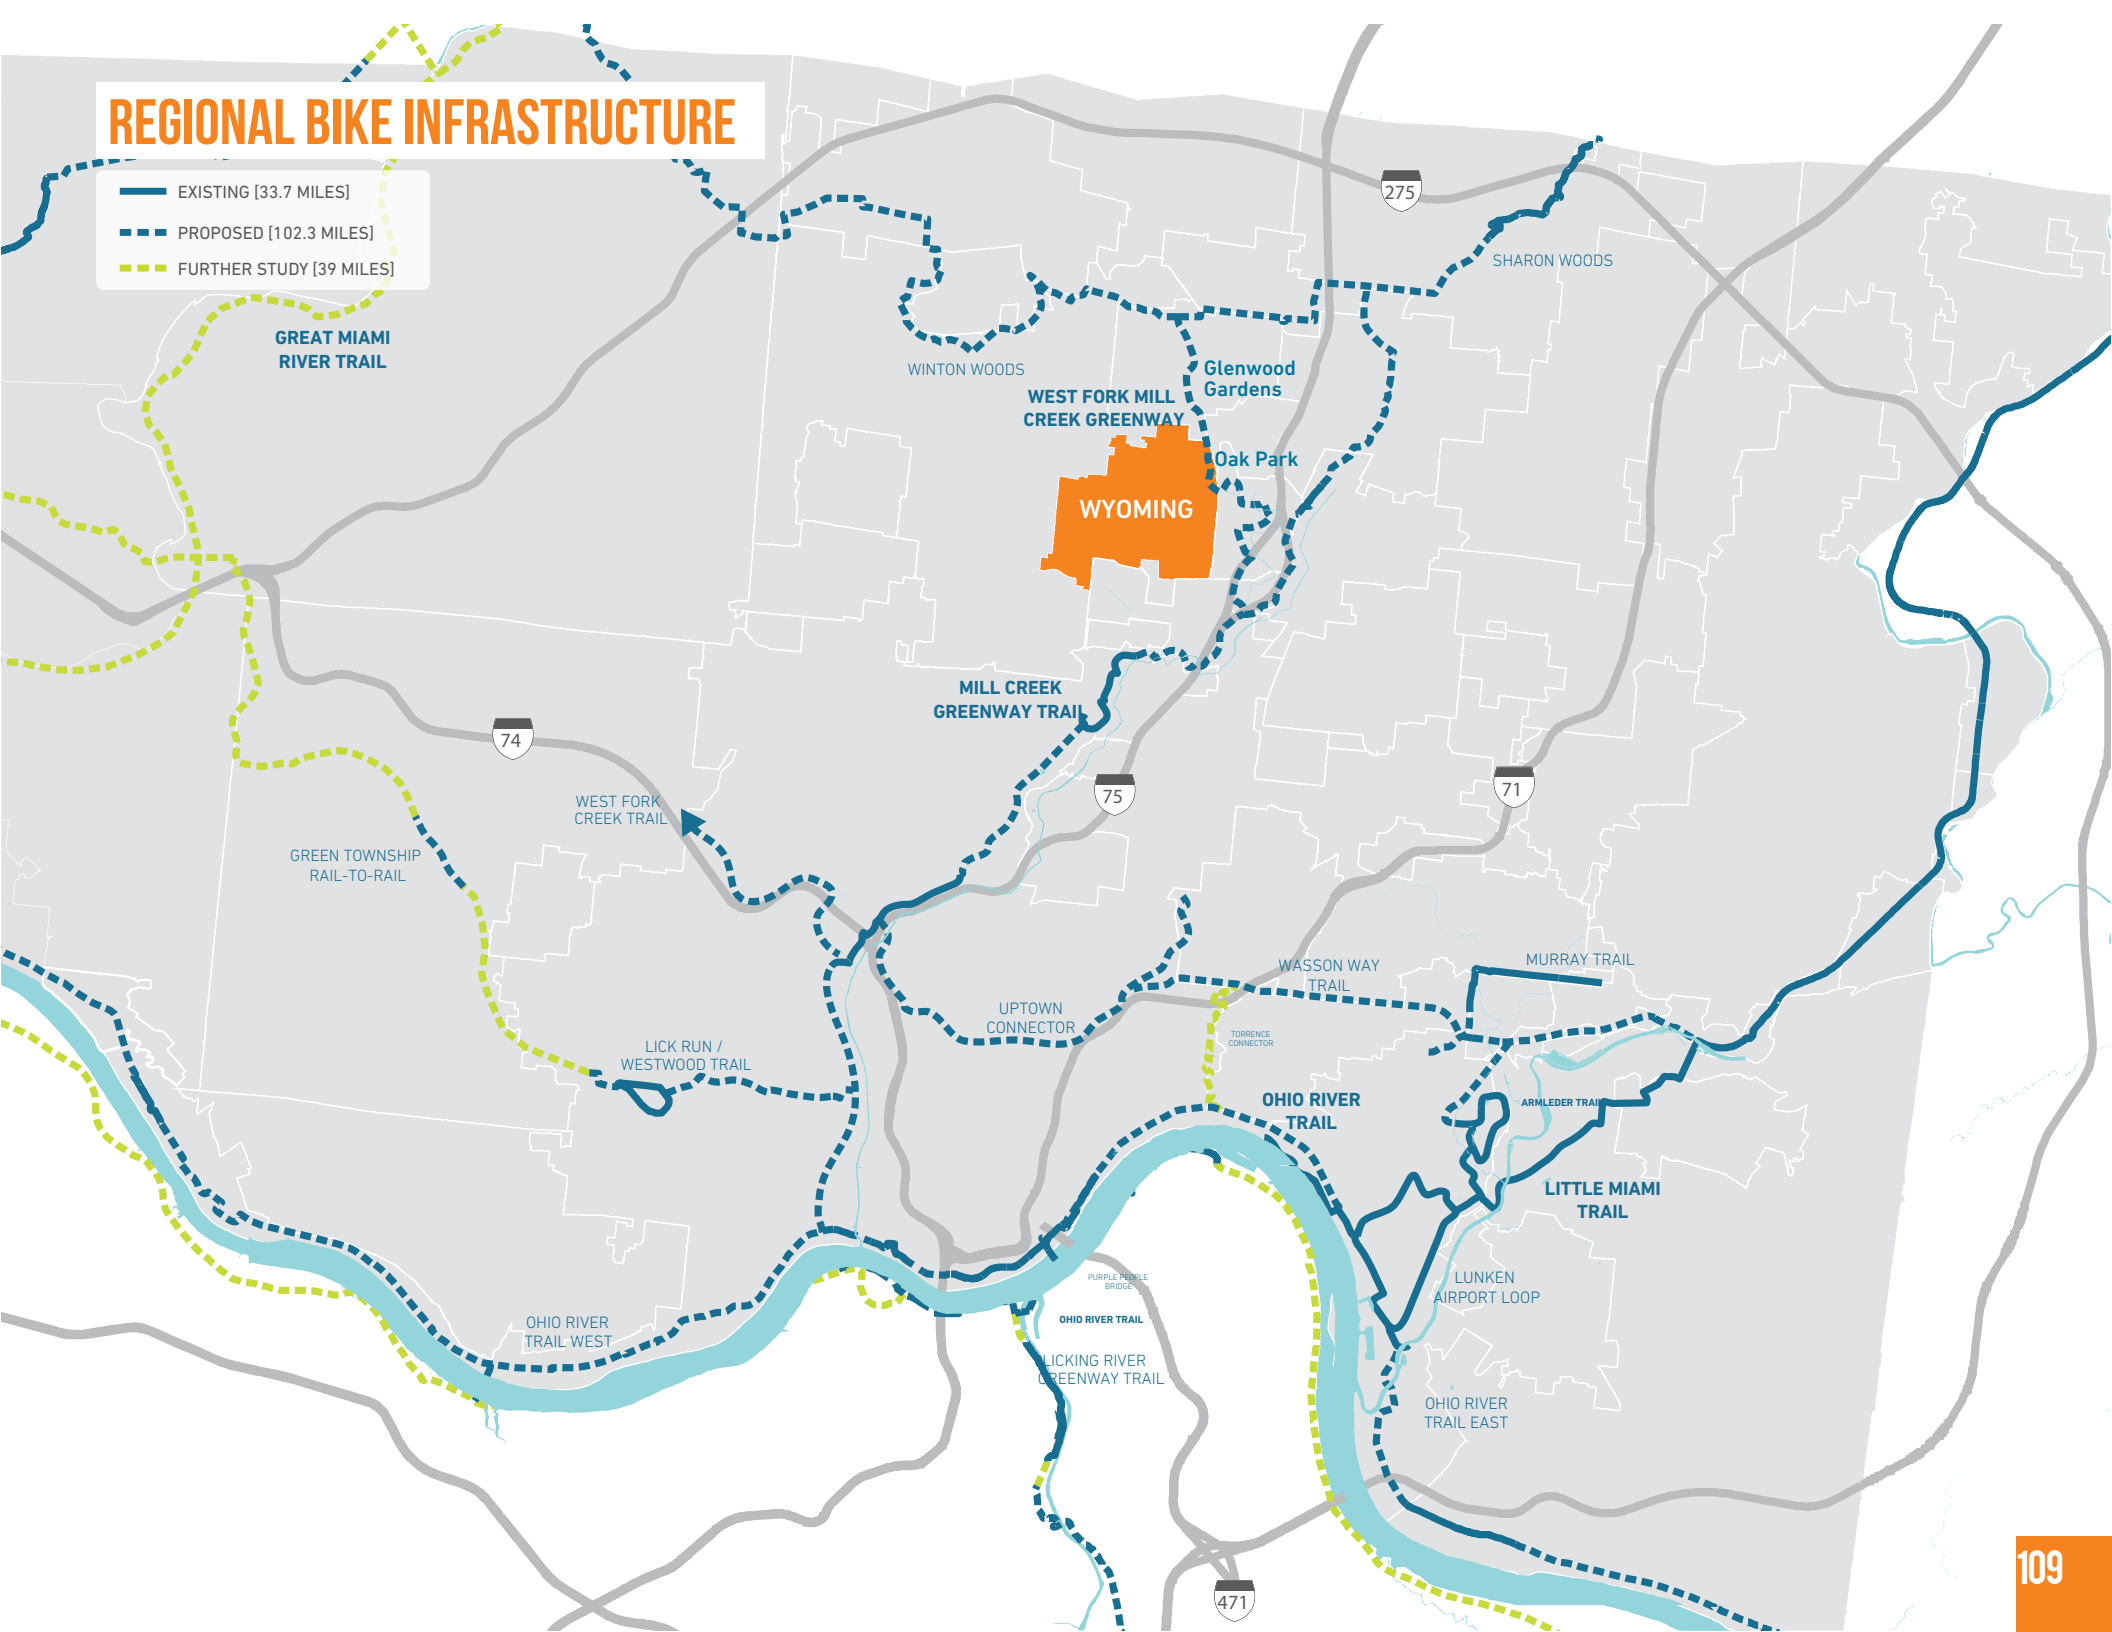 REGIONAL BIKE INFRASTRUCTURE
EXISTING [33.7 MILES]
PROPOSED [102.3 MILES]
FURTHER STUDY [39 MILES]
275
SHARON WOODS
GREAT MIAMI
RIVER TRAIL
WINTON WOODS
Glenwood
Gardens
WEST FORK MILL
CREEK GREENWAY
Oak Park
WYOMING
MILL CREEK
GREENWAY TRAIL
74
75
71
WEST FORK
CREEK TRAIL
GREEN TOWNSHIP
RAIL-TO-RAIL
WASSON WAY
TRAIL
MURRAY TRAIL
UPTOWN
CONNECTOR
TORRENCE
CONNECTOR
LICK RUN /
WESTWOOD TRAIL
OHIO RIVER
TRAIL
ARMLEDER TRAIL
LITTLE MIAMI
TRAIL
PURPLE PEOPLE
BRIDGE
LUNKEN
AIRPORT LOOP
OHIO RIVER TRAIL
OHIO RIVER
TRAIL WEST
LICKING RIVER
GREENWAY TRAIL
OHIO RIVER
TRAIL EAST
471
109